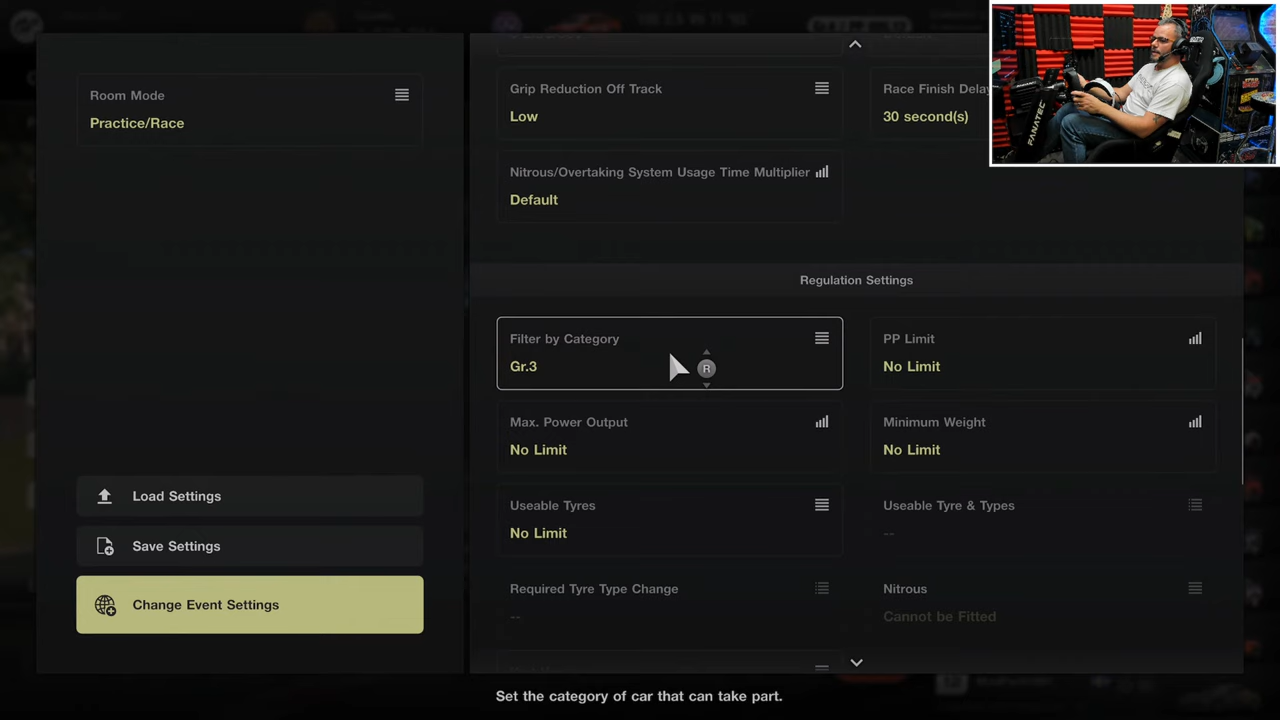 Room Mode
Practice/Race
Load Settings
Save Settings
Change Event Settings
Grip Reduction Off Track
Low
Race Finish Delay
30 second(s)
Nitrous/Overtaking System Usage Time Multiplier
Default
Regulation Settings
Filter by Category
Gr.3
R
PP Limit
No Limit
Max. Power Output
No Limit
Minimum Weight
No Limit
Useable Tyres
No Limit
Useable Tyre & Types
--
Required Tyre Type Change
--
Nitrous
Cannot be Fitted
Set the category of car that can take part.
FANATEC